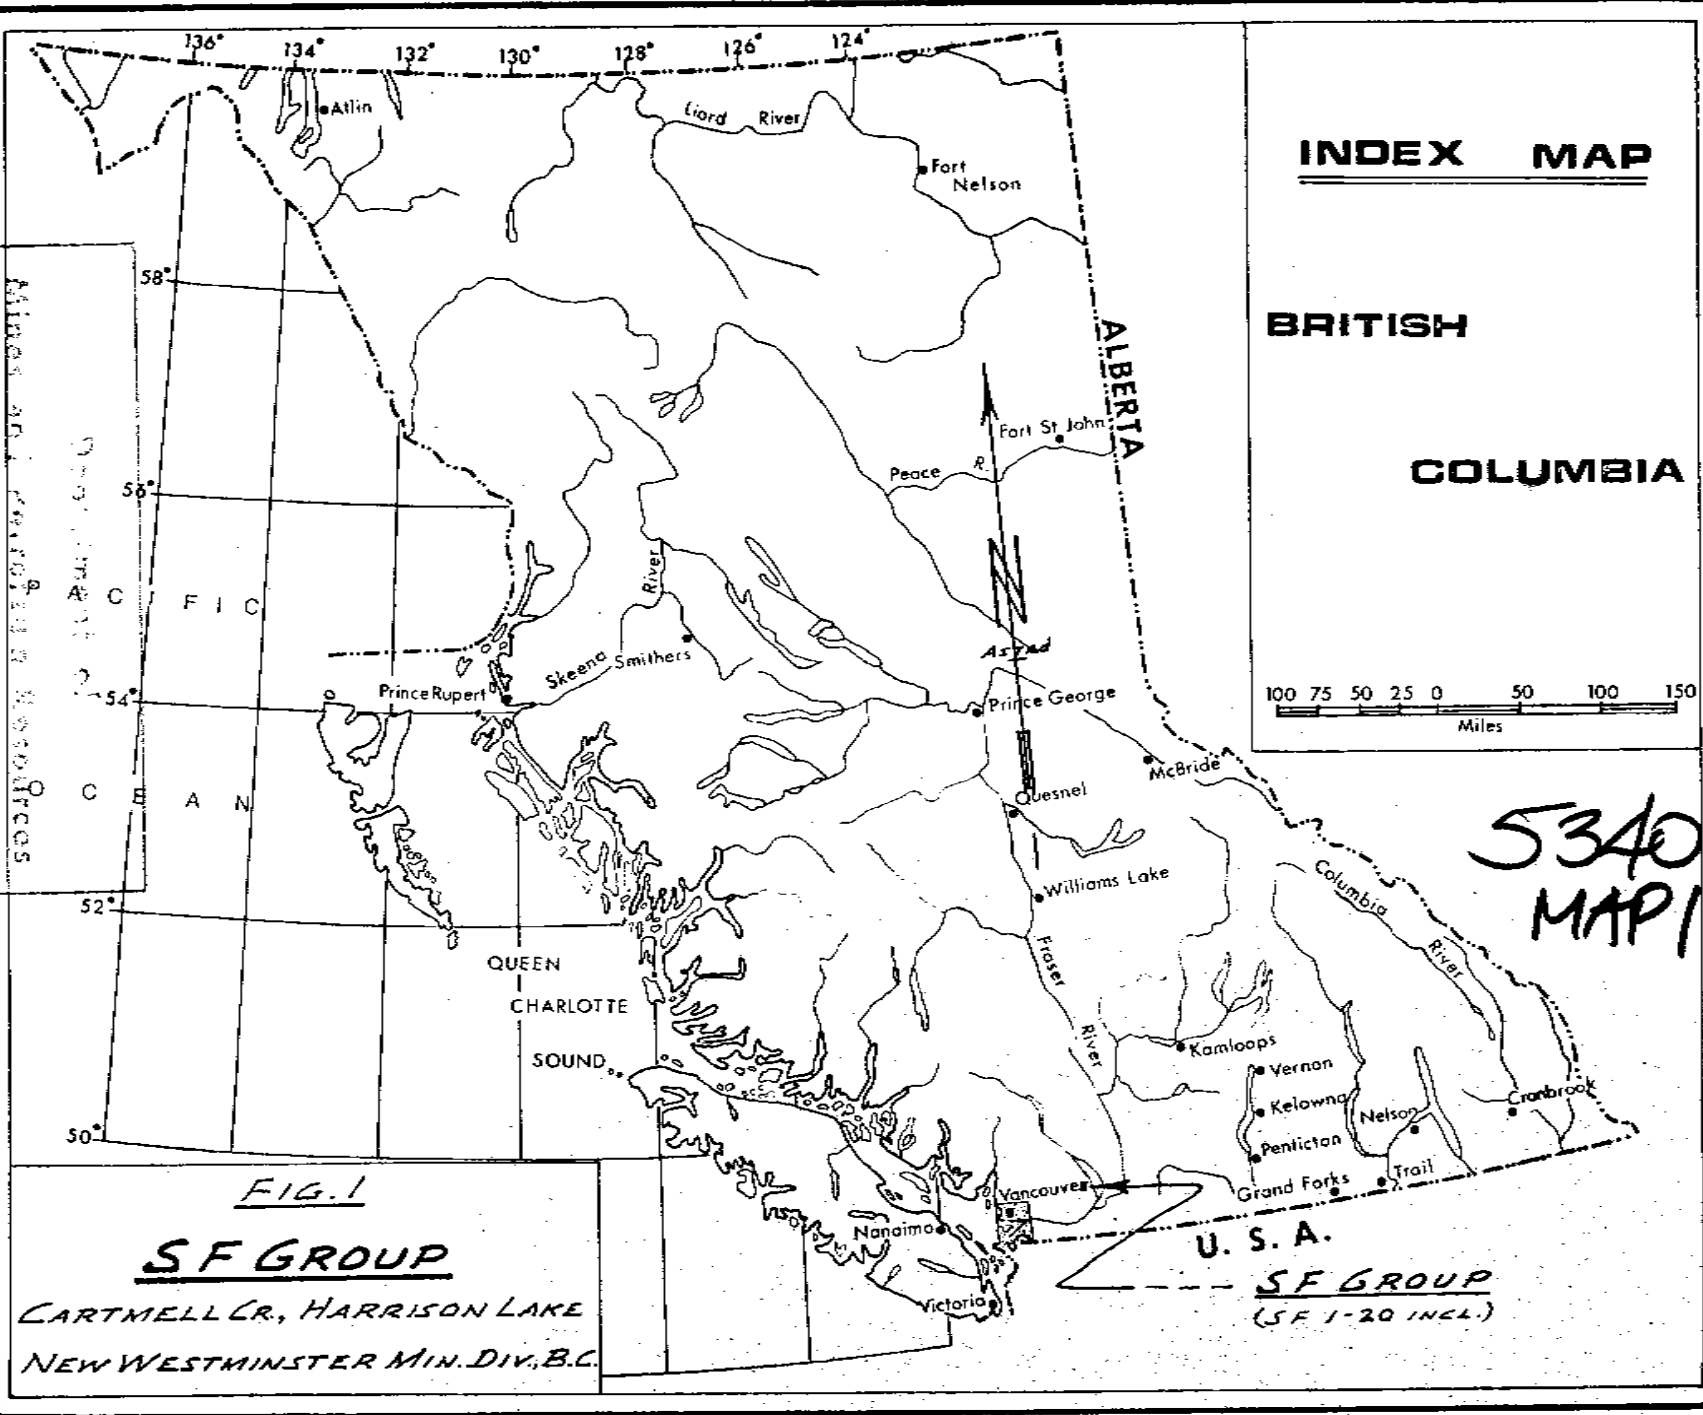 136° 134° 132° 130° 128° 126° 124°
Atlin
Liard River
Fort
Nelson
INDEX MAP
58°
BRITISH
ALBERTA
Fort St John
Peace R.
COLUMBIA
56°
River
PACIFIC
N
Skeena
Smithers
54°
Prince Rupert
Prince George
100 75 50 25 0 50 100 150
Miles
McBride
OCEAN
Quesnel
5340
MAP 1
Williams Lake
Columbia
River
52°
QUEEN
CHARLOTTE
SOUND
Fraser
River
Kamloops
Vernon
Kelowna
Nelson
Cranbrook
50°
Penticton
Trail
Grand Forks
Vancouver
Nanaimo
Victoria
U. S. A.
SF GROUP
(SF 1-20 INCL.)
FIG. 1
SF GROUP
CARTMELL CR., HARRISON LAKE
NEW WESTMINSTER MIN. DIV., B.C.